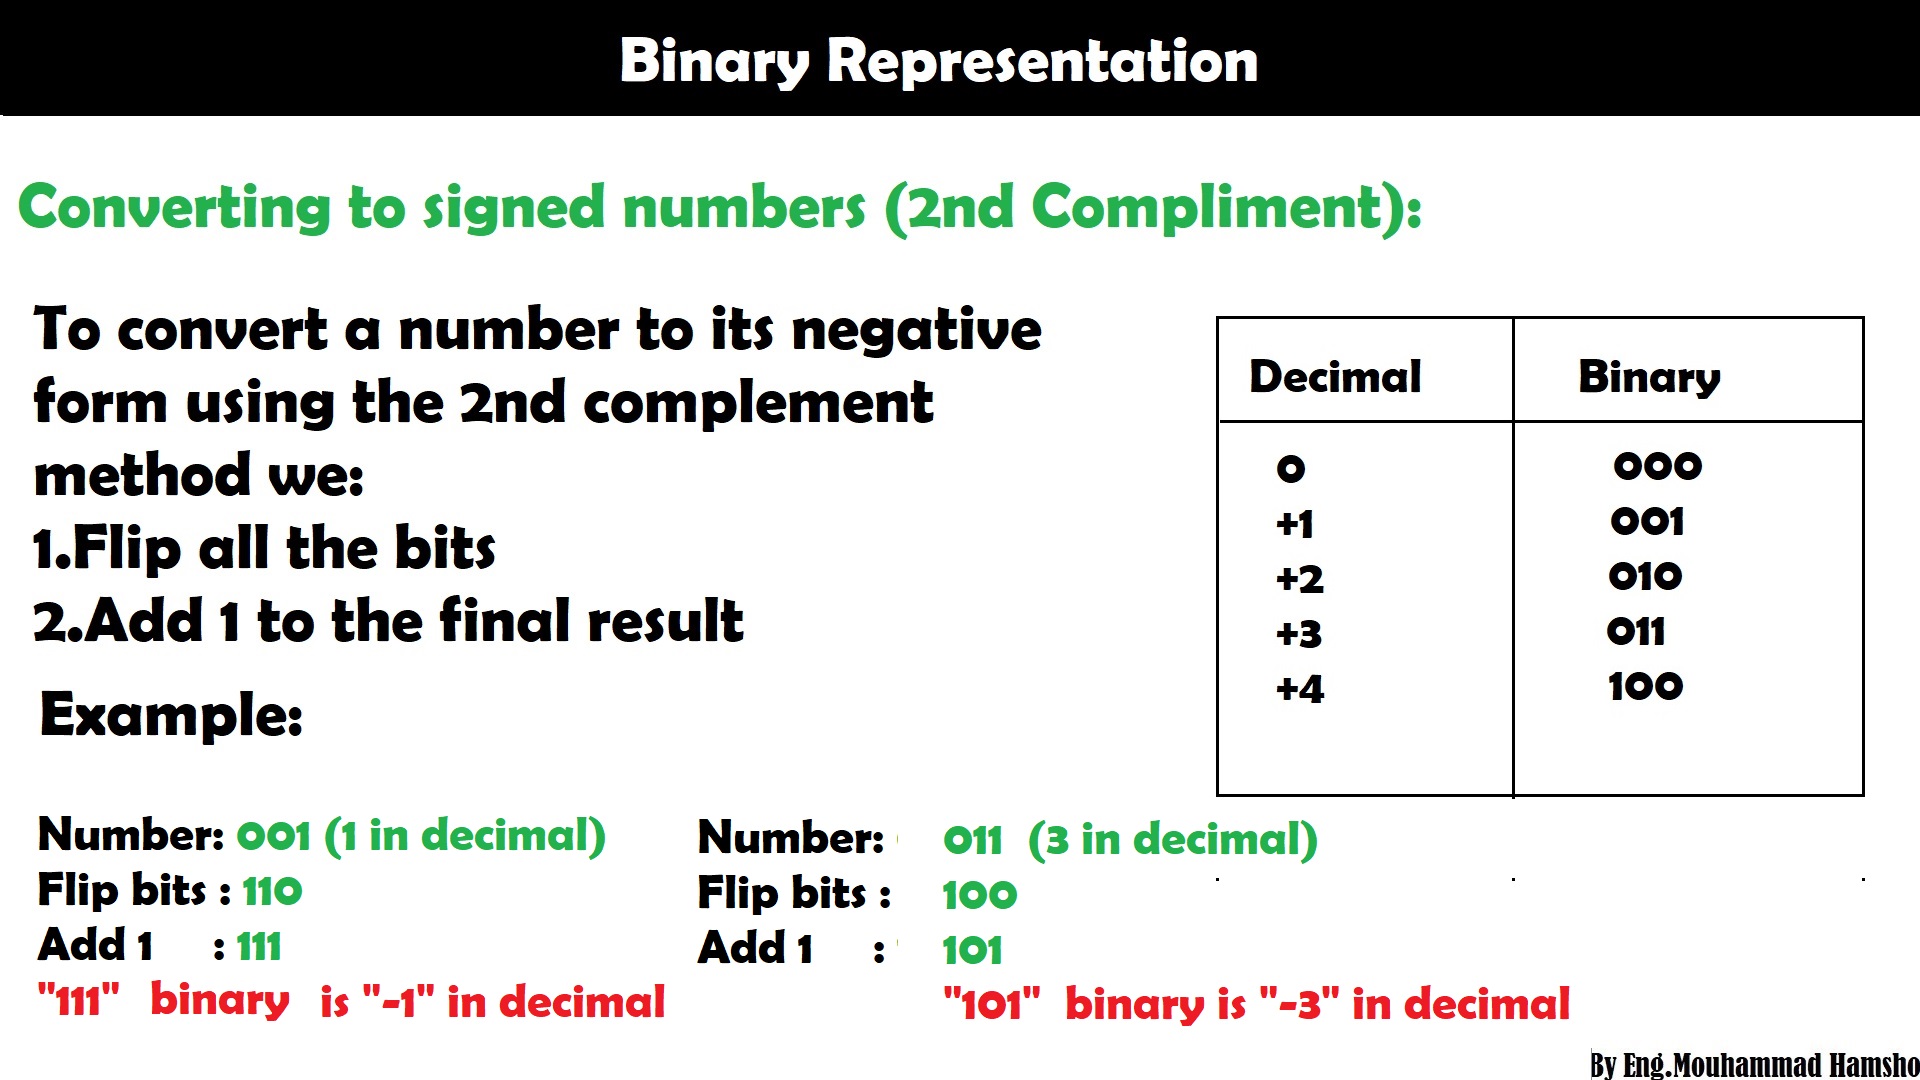 Binary Representation
Converting to signed numbers (2nd Compliment):
To convert a number to its negative
form using the 2nd complement
method we:
1.Flip all the bits
2.Add 1 to the final result
Example:
Decimal Binary
0 000
+1 001
+2 010
+3 011
+4 100
Number: 001 (1 in decimal)
Flip bits : 110
Add 1 : 111
"111" binary is "-1" in decimal
Number: 011 (3 in decimal)
Flip bits : 100
Add 1 : 101
"101" binary is "-3" in decimal
By Eng.Mouhammad Hamsho